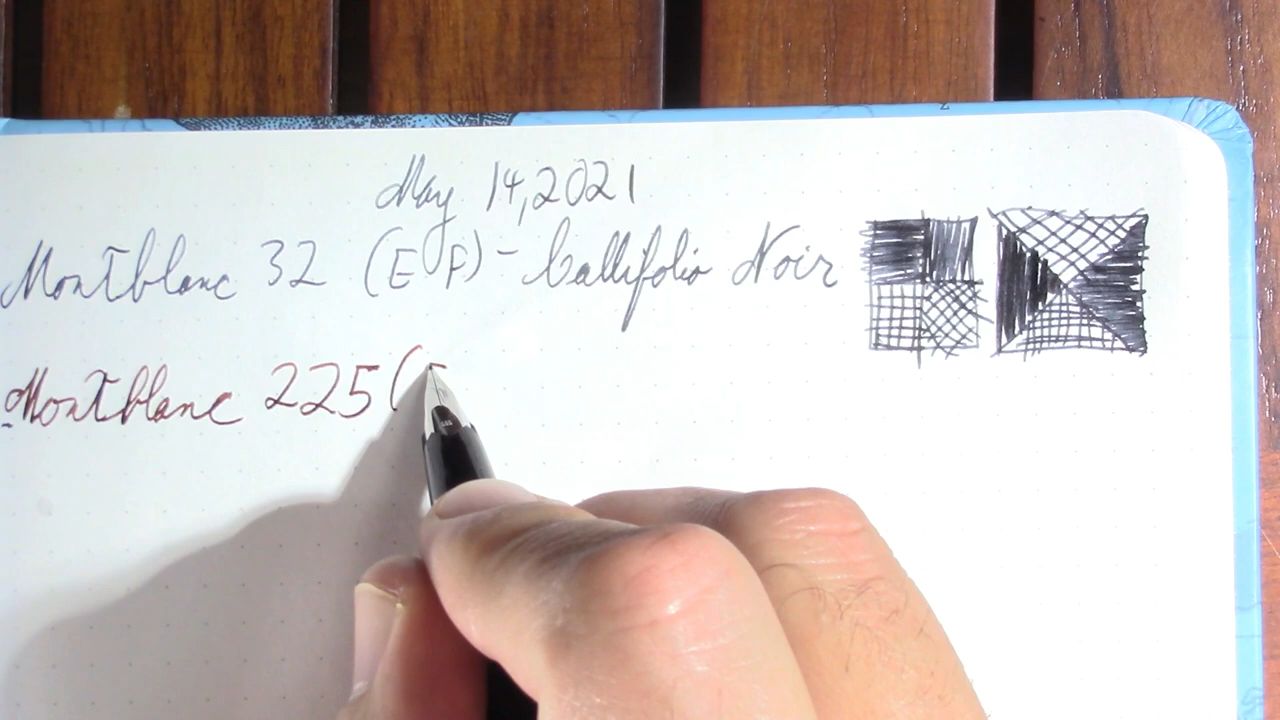 May 14, 2021
Montblanc 32 (EF) - Callifolio Noir
Montblanc 225 (